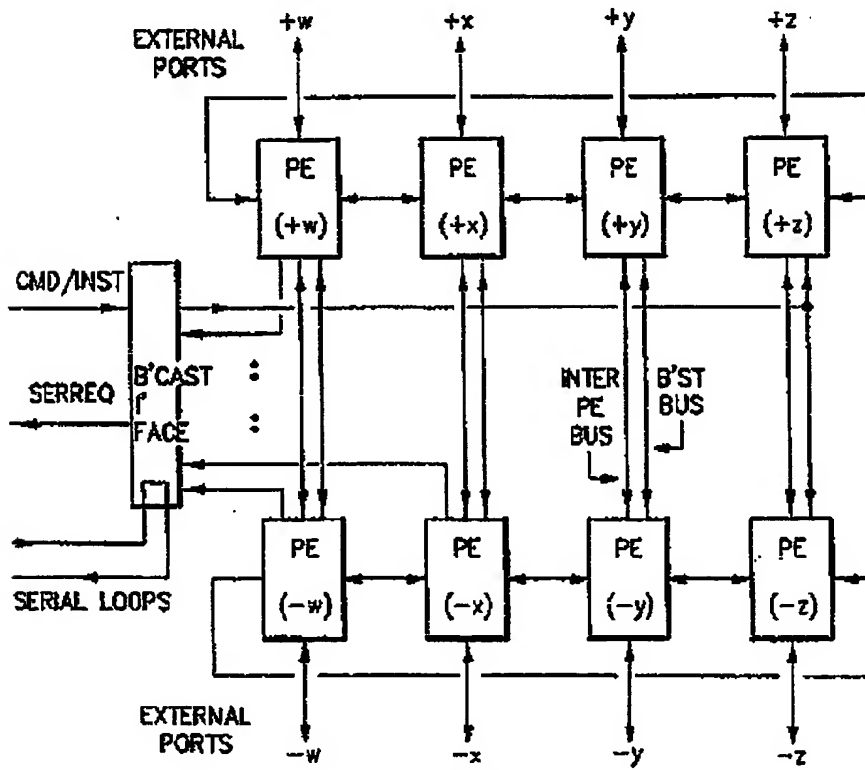 +w +x +y +z
EXTERNAL
PORTS
PE PE PE PE
(+w) (+x) (+y) (+z)
CMD/INST
B'CAST
SERREQ
FACE
INTER
PE
BUS
B'ST
BUS
PE PE PE PE
(-w) (-x) (-y) (-z)
SERIAL LOOPS
EXTERNAL
PORTS
-w -x -y -z